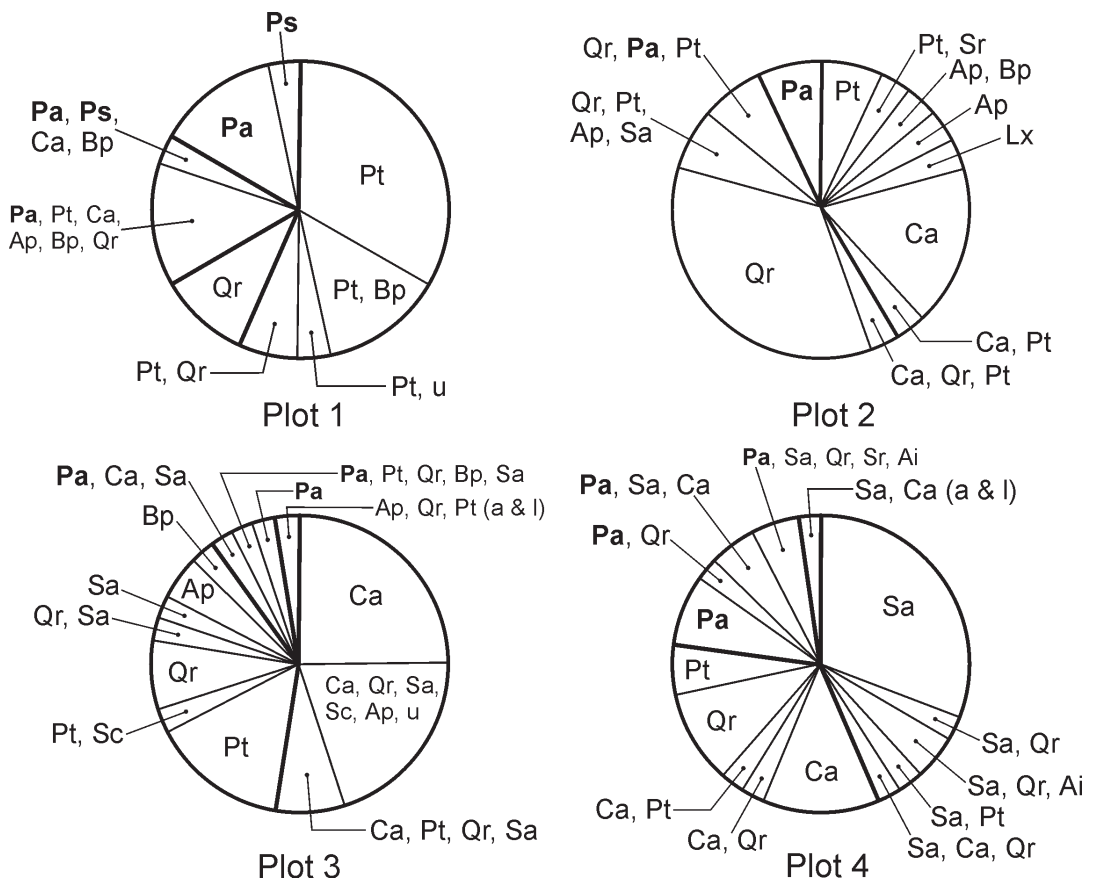 Ps
Pa, Ps,
Ca, Bp
Pa
Pt
Pa, Pt, Ca,
Ap, Bp, Qr
Qr
Pt, Bp
Pt, Qr
Pt, u
Plot 1
Qr, Pa, Pt
Pa
Pt
Pt, Sr
Ap, Bp
Ap
Lx
Qr, Pt,
Ap, Sa
Ca
Qr
Ca, Pt
Ca, Qr, Pt
Plot 2
Pa, Ca, Sa
Pa, Pt, Qr, Bp, Sa
Pa
Ap, Qr, Pt (a & l)
Bp
Sa
Ap
Ca
Qr, Sa
Qr
Ca, Qr, Sa,
Sc, Ap, u
Pt, Sc
Pt
Ca, Pt, Qr, Sa
Plot 3
Pa, Sa, Qr, Sr, Ai
Pa, Sa, Ca
Sa, Ca (a & l)
Pa, Qr
Pa
Sa
Pt
Qr
Ca
Sa, Qr
Sa, Qr, Ai
Ca, Pt
Sa, Pt
Ca, Qr
Sa, Ca, Qr
Plot 4